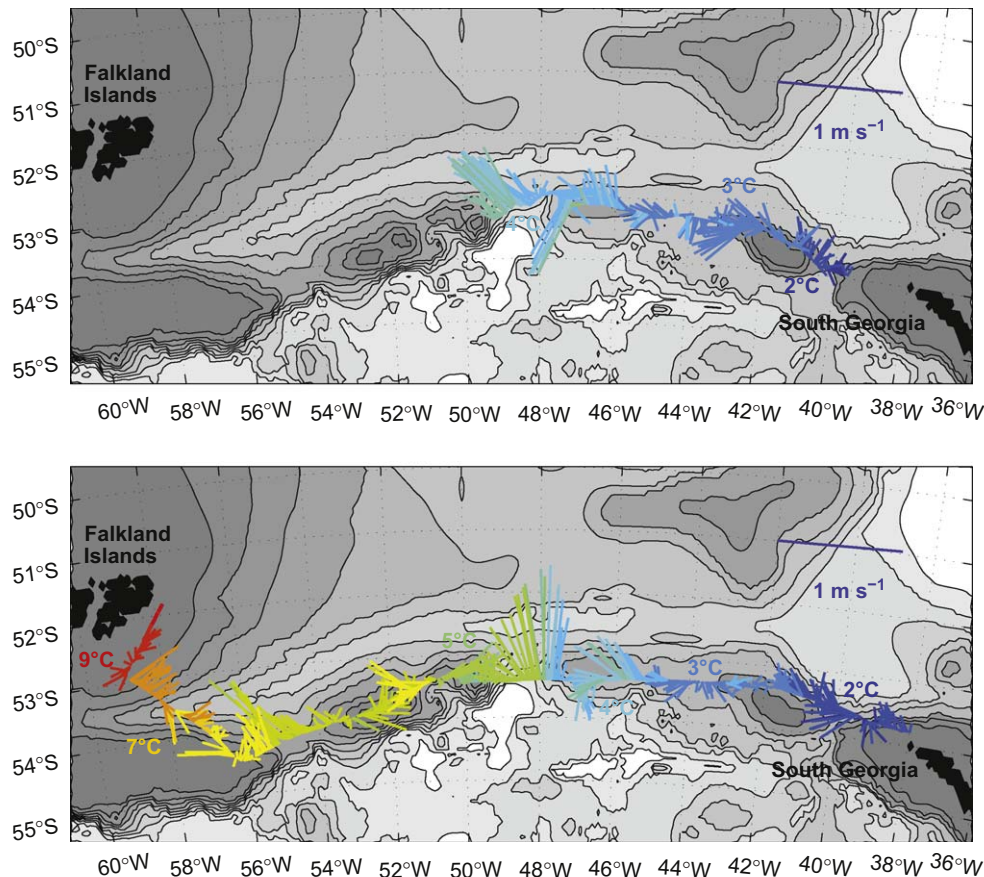 50°S
51°S
52°S
53°S
54°S
55°S
Falkland
Islands
1 m s⁻¹
3°C
4°C
2°C
South Georgia
60°W 58°W 56°W 54°W 52°W 50°W 48°W 46°W 44°W 42°W 40°W 38°W 36°W
50°S
51°S
52°S
53°S
54°S
55°S
Falkland
Islands
1 m s⁻¹
9°C
5°C
3°C
2°C
4°C
7°C
South Georgia
60°W 58°W 56°W 54°W 52°W 50°W 48°W 46°W 44°W 42°W 40°W 38°W 36°W